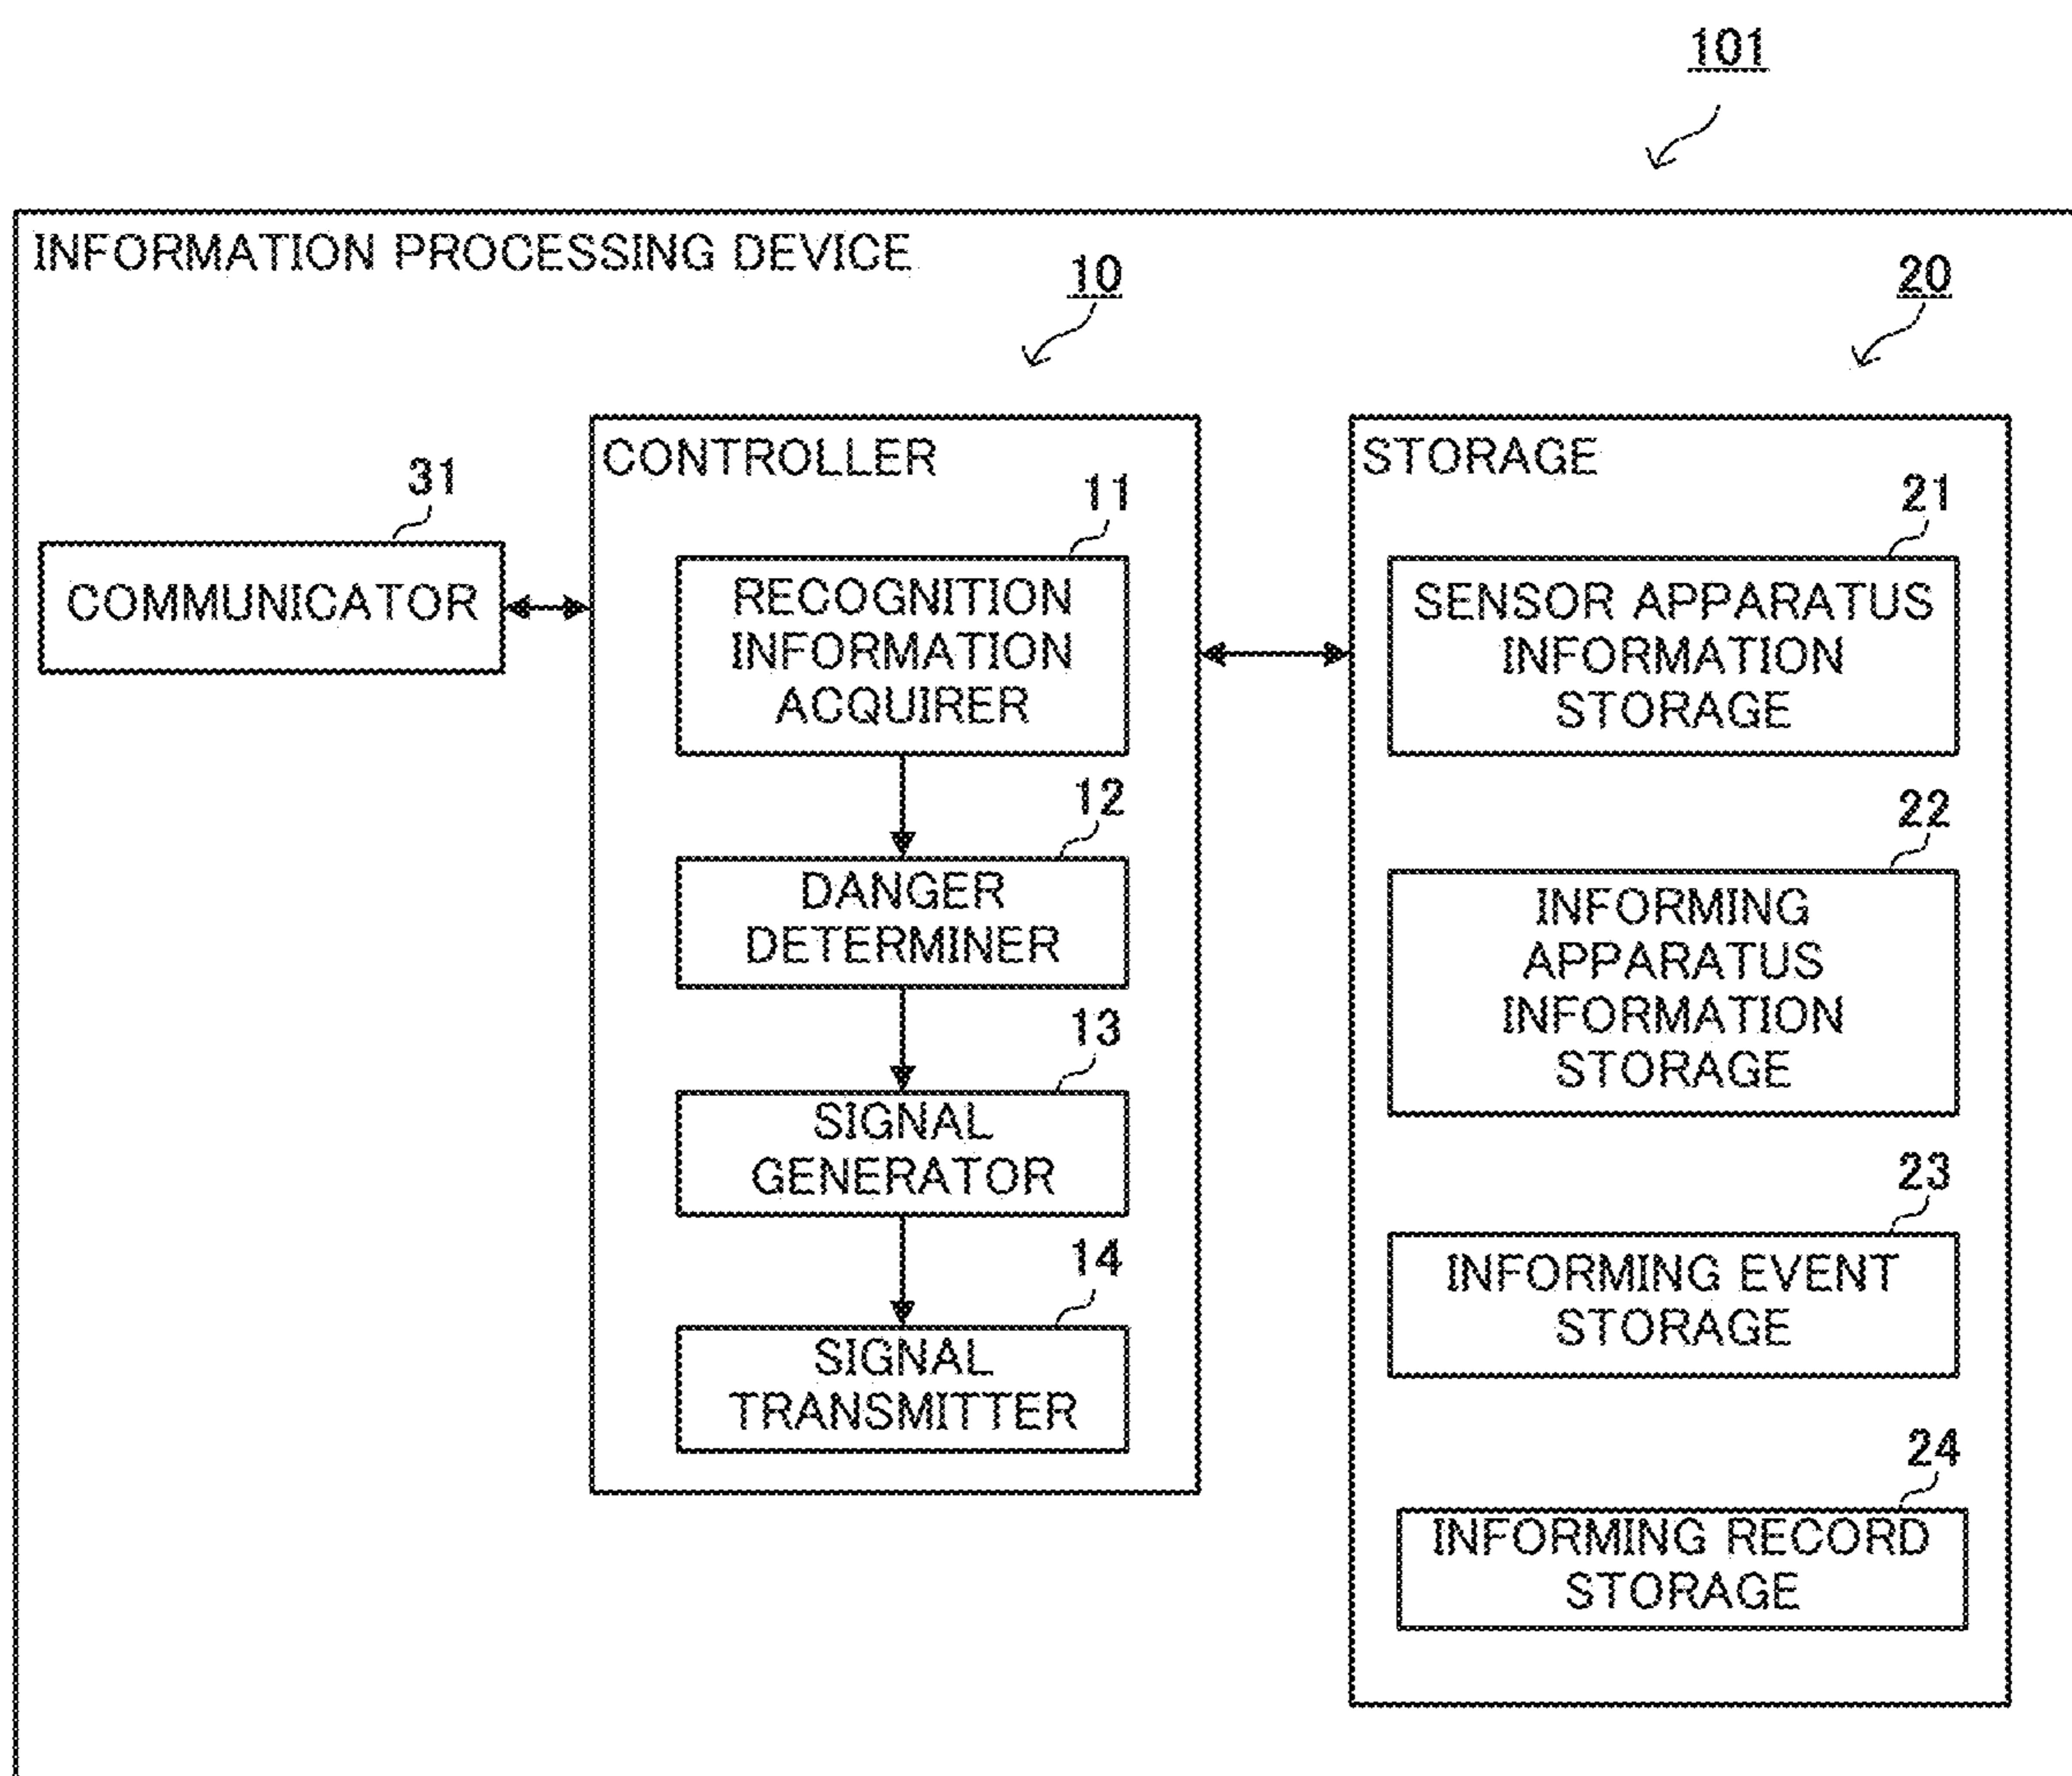 101
INFORMATION PROCESSING DEVICE
10
20
CONTROLLER
STORAGE
31
COMMUNICATOR
11
RECOGNITION
INFORMATION
ACQUIRER
12
DANGER
DETERMINER
13
SIGNAL
GENERATOR
14
SIGNAL
TRANSMITTER
21
SENSOR APPARATUS
INFORMATION
STORAGE
22
INFORMING
APPARATUS
INFORMATION
STORAGE
23
INFORMING EVENT
STORAGE
24
INFORMING RECORD
STORAGE